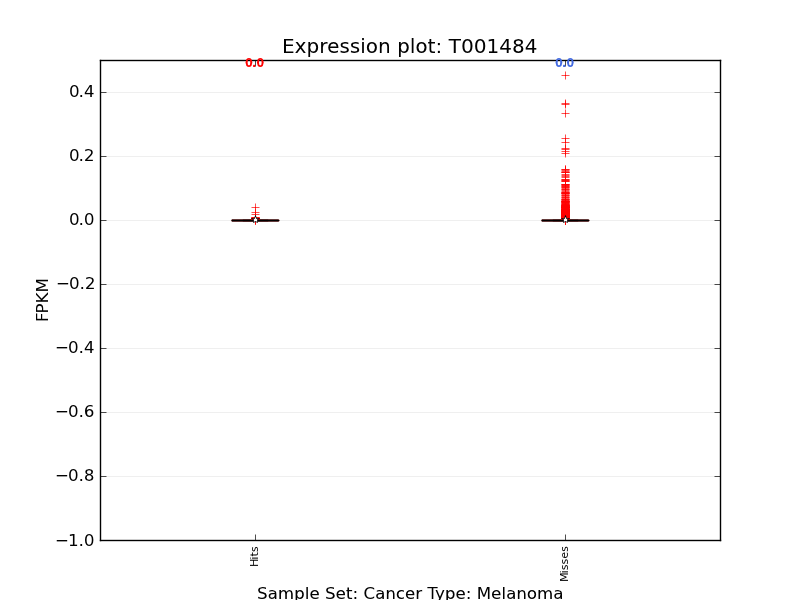 Expression plot: T001484
0.0
0.0
0.4
0.2
0.0
−0.2
−0.4
−0.6
−0.8
−1.0
FPKM
Hits
Misses
Sample Set: Cancer Type: Melanoma